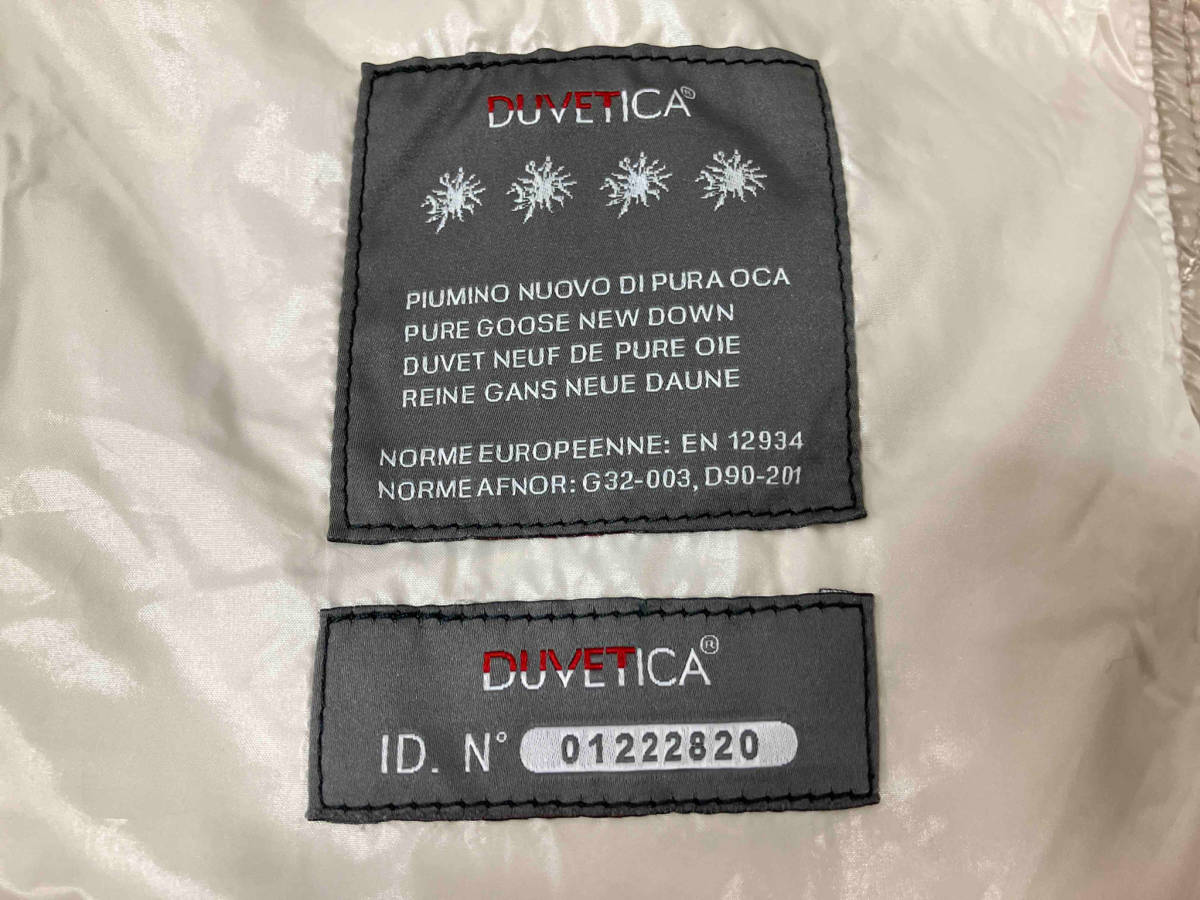 DUVETICA®
PIUMINO NUOVO DI PURA OCA
PURE GOOSE NEW DOWN
DUVET NEUF DE PURE OIE
REINE GANS NEUE DAUNE
NORME EUROPEENNE: EN 12934
NORME AFNOR: G32-003, D90-201
DUVETICA®
ID. N° 01222820